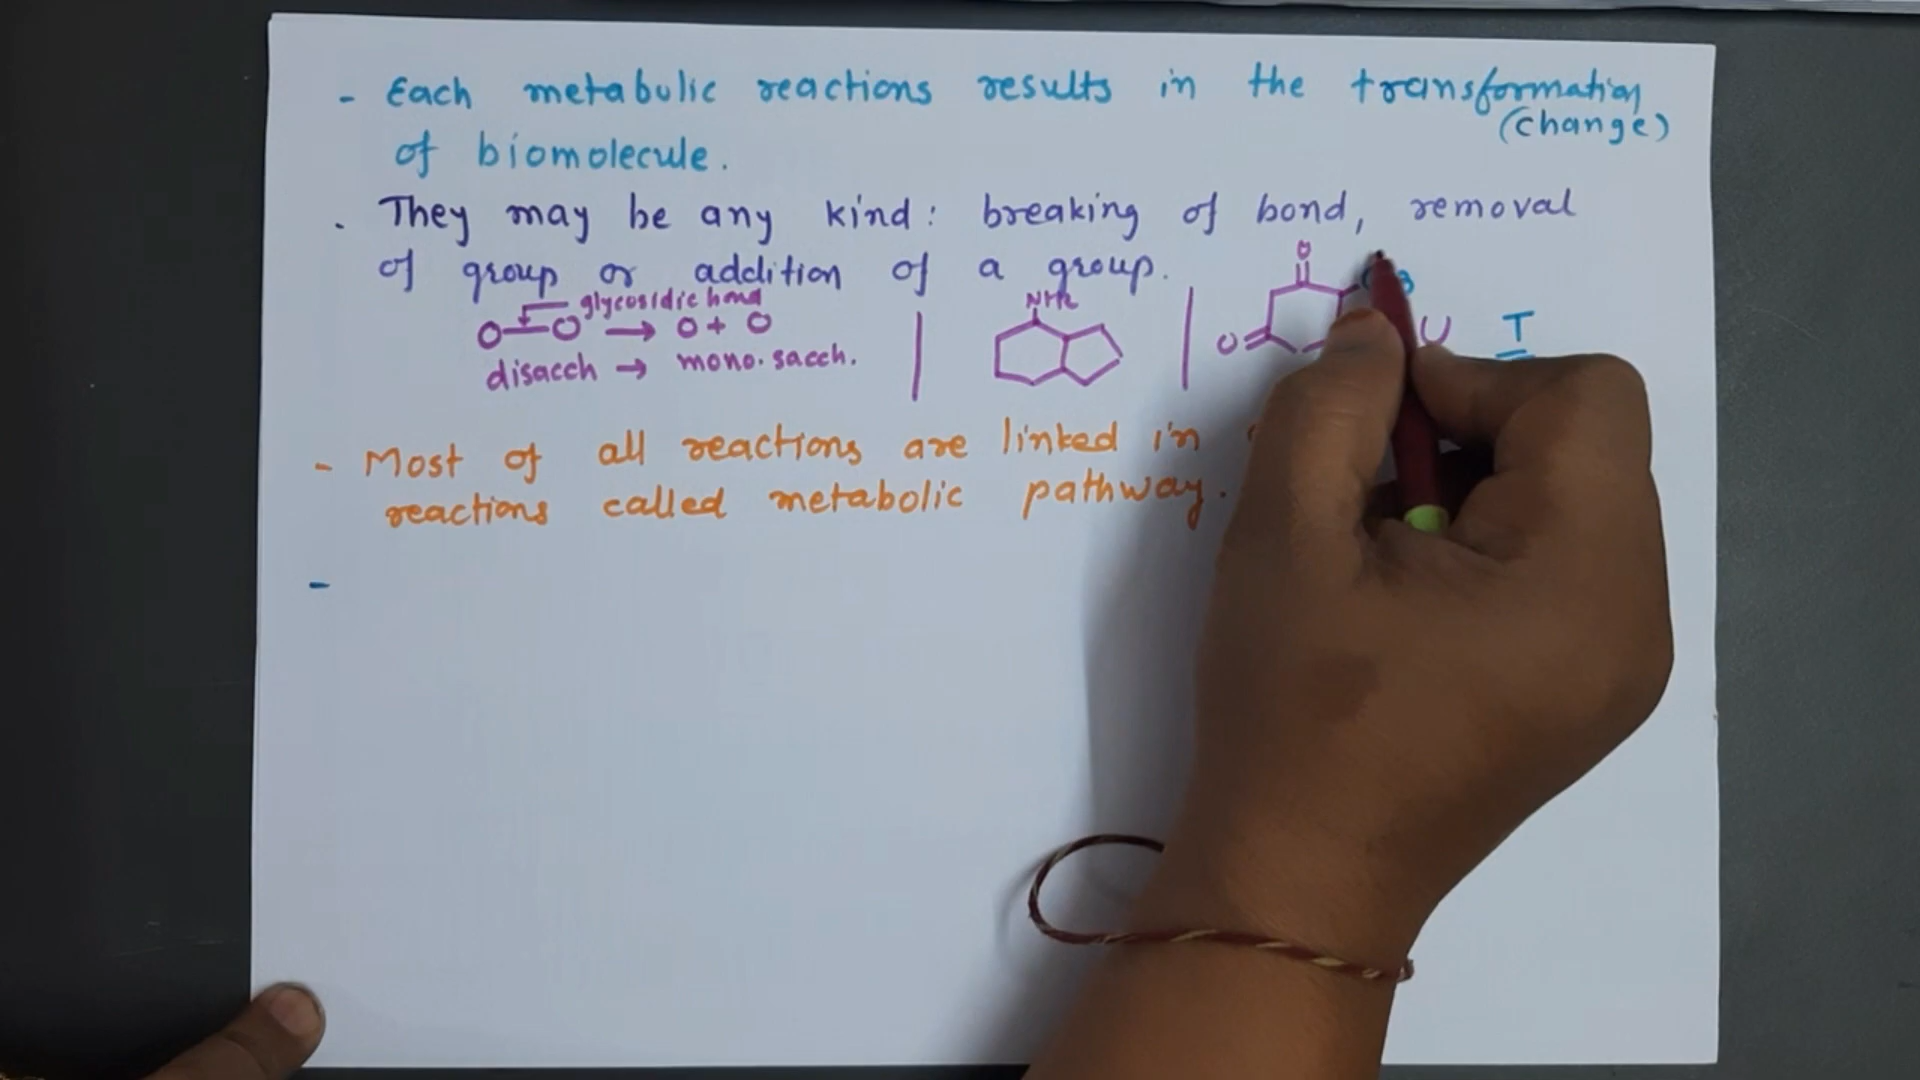 - Each metabolic reactions results in the transformation
(change)
of biomolecule.
. They may be any kind: breaking of bond, removal
of group or addition of a group.
glycosidic bond
O—O → O + O
disacch → mono. sacch.
NH2
O
O
U
T
- Most of all reactions are linked in
reactions called metabolic pathway.
-